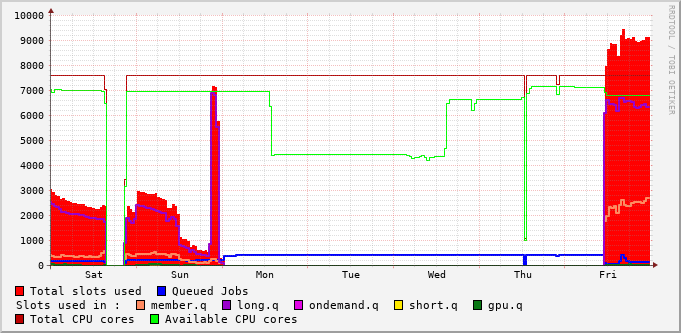 10000
9000
8000
7000
6000
5000
4000
3000
2000
1000
0
Sat Sun Mon Tue Wed Thu Fri
RRDTOOL / TOBI OETIKER
Total slots used Queued Jobs
Slots used in : member.q long.q ondemand.q short.q gpu.q
Total CPU cores Available CPU cores